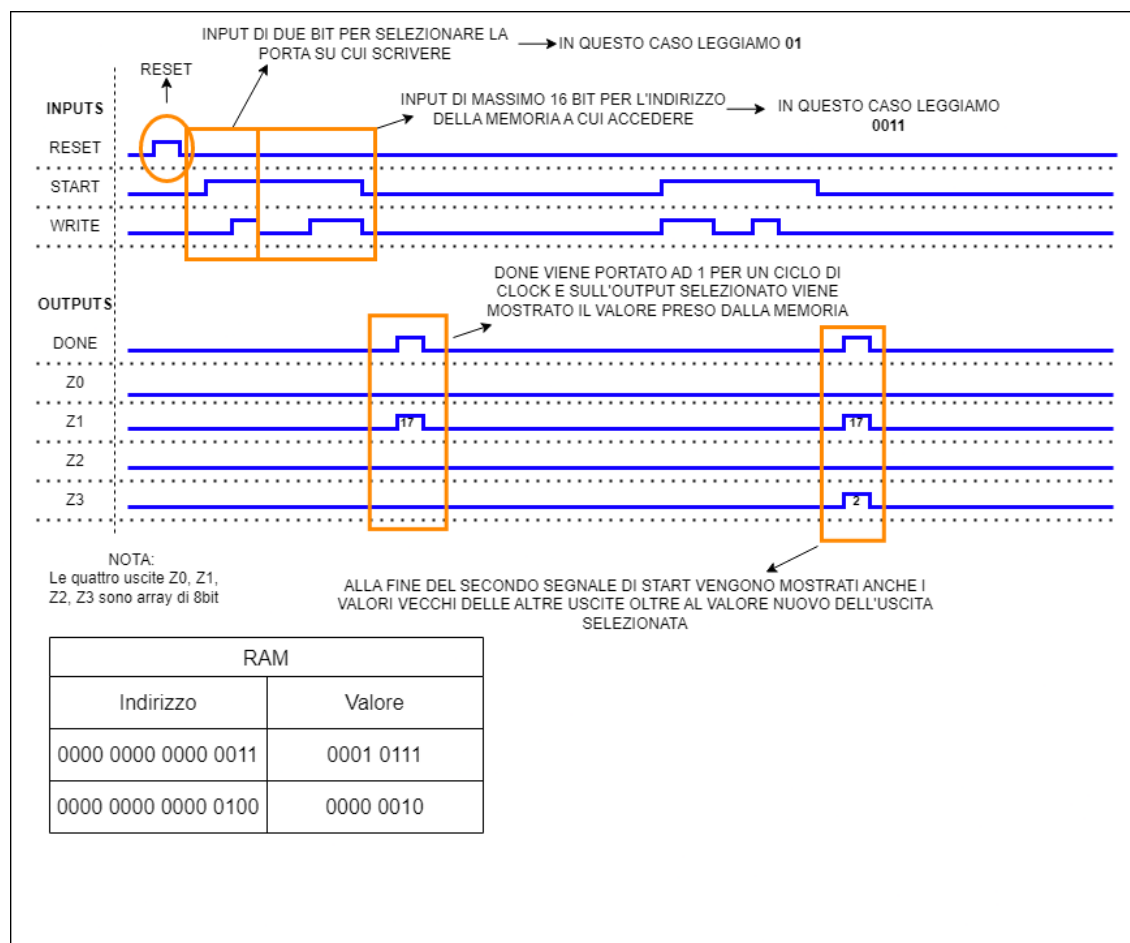 INPUT DI DUE BIT PER SELEZIONARE LA
PORTA SU CUI SCRIVERE
IN QUESTO CASO LEGGIAMO 01
RESET
INPUT DI MASSIMO 16 BIT PER L'INDIRIZZO
DELLA MEMORIA A CUI ACCEDERE
IN QUESTO CASO LEGGIAMO
0011
INPUTS
RESET
START
WRITE
DONE VIENE PORTATO AD 1 PER UN CICLO DI
CLOCK E SULL'OUTPUT SELEZIONATO VIENE
MOSTRATO IL VALORE PRESO DALLA MEMORIA
OUTPUTS
DONE
Z0
Z1
17
17
Z2
Z3
2
NOTA:
Le quattro uscite Z0, Z1,
Z2, Z3 sono array di 8bit
ALLA FINE DEL SECONDO SEGNALE DI START VENGONO MOSTRATI ANCHE I
VALORI VECCHI DELLE ALTRE USCITE OLTRE AL VALORE NUOVO DELL'USCITA
SELEZIONATA
RAM
Indirizzo Valore
0000 0000 0000 0011 0001 0111
0000 0000 0000 0100 0000 0010